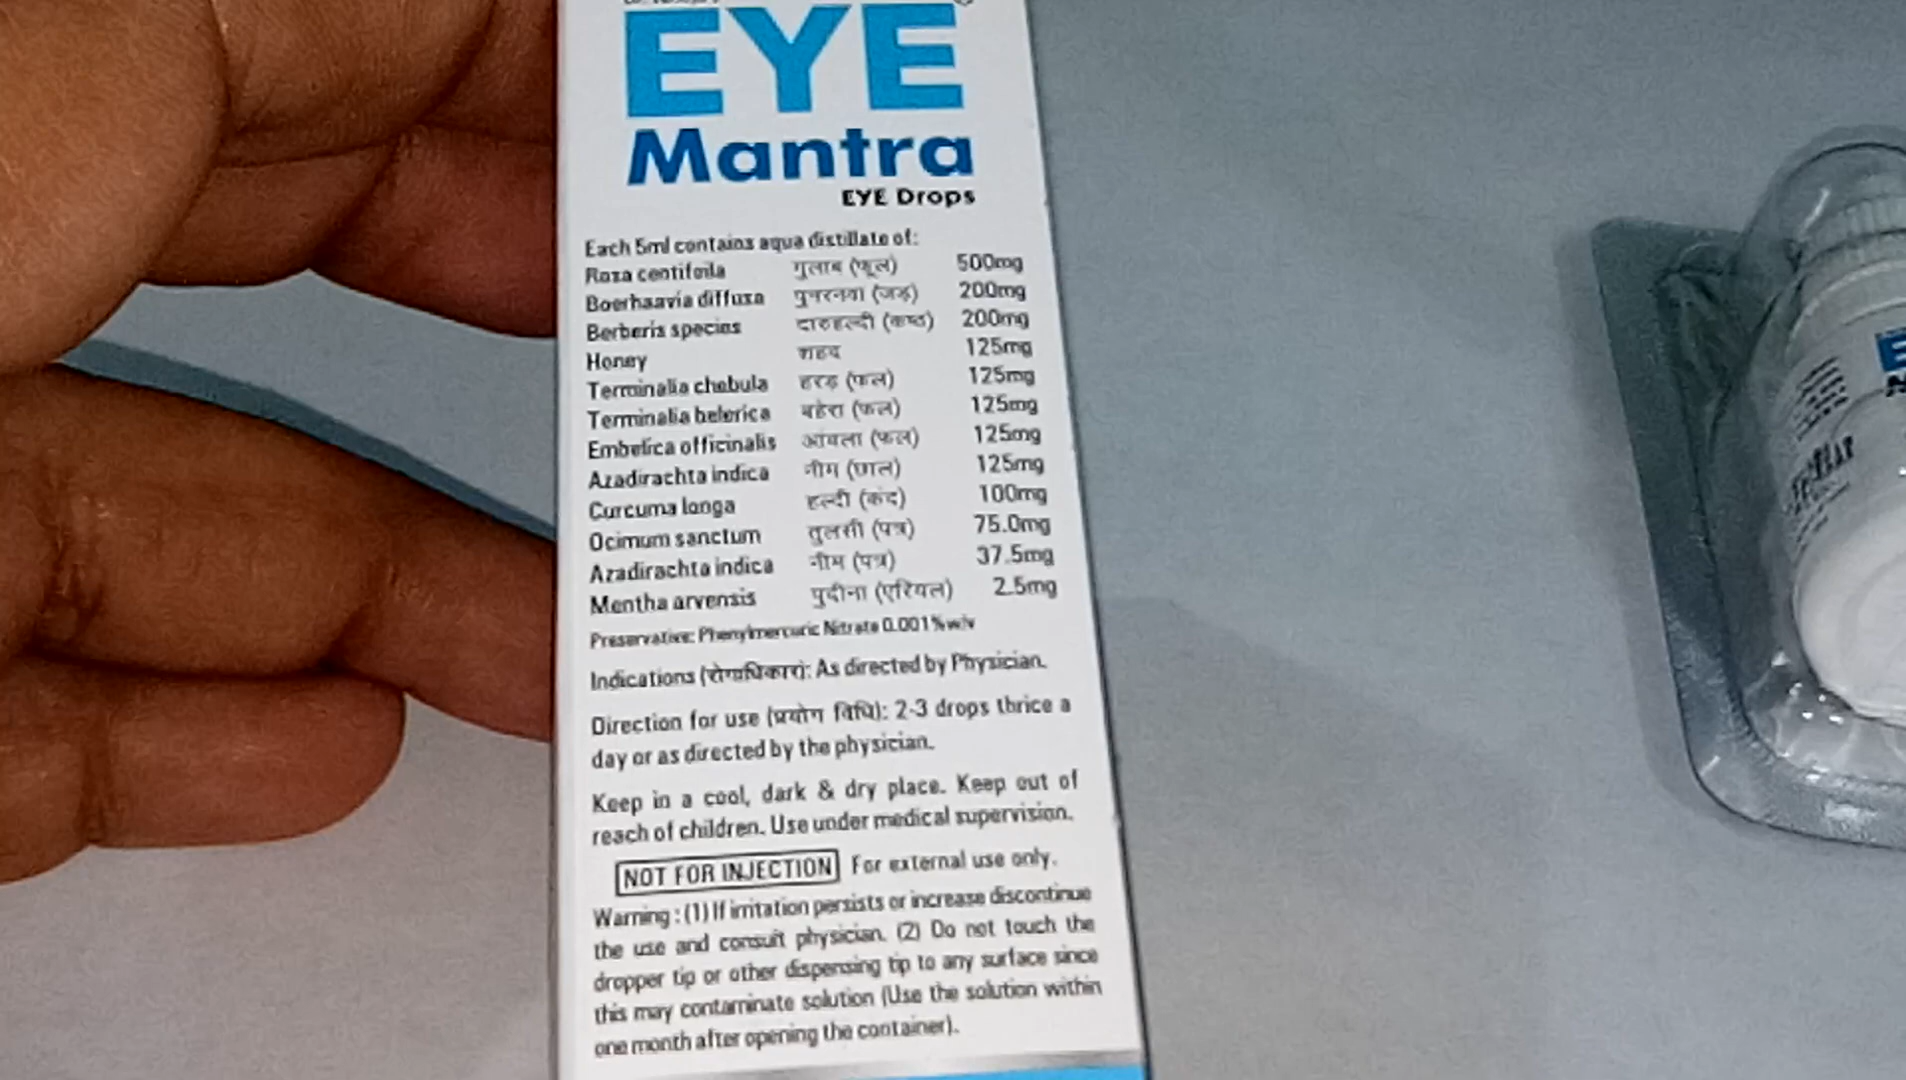 EYE
Mantra
EYE Drops
Each 5ml contains aqua distillate of:
Rosa centifoila गुलाब (फूल) 500mg
Boerhaavia diffusa पुनरनवा (जड़) 200mg
Berberis species दारुहल्दी (काष्ठ) 200mg
Honey शहद 125mg
Terminalia chebula हरड़ (फल) 125mg
Terminalia belerica बहेरा (फल) 125mg
Embelica officinalis आंवला (फल) 125mg
Azadirachta indica नीम (छाल) 125mg
Curcuma longa हल्दी (कंद) 100mg
Ocimum sanctum तुलसी (पत्र) 75.0mg
Azadirachta indica नीम (पत्र) 37.5mg
Mentha arvensis पुदीना (एरियल) 2.5mg
Preservative: Phenylmercuric Nitrate 0.001%w/v
Indications (रोगाधिकार): As directed by Physician.
Direction for use (प्रयोग विधि): 2-3 drops thrice a
day or as directed by the physician.
Keep in a cool, dark & dry place. Keep out of
reach of children. Use under medical supervision.
NOT FOR INJECTION For external use only.
Warning : (1) If irritation persists or increase discontinue
the use and consult physician. (2) Do not touch the
dropper tip or other dispensing tip to any surface since
this may contaminate solution (Use the solution within
one month after opening the container).